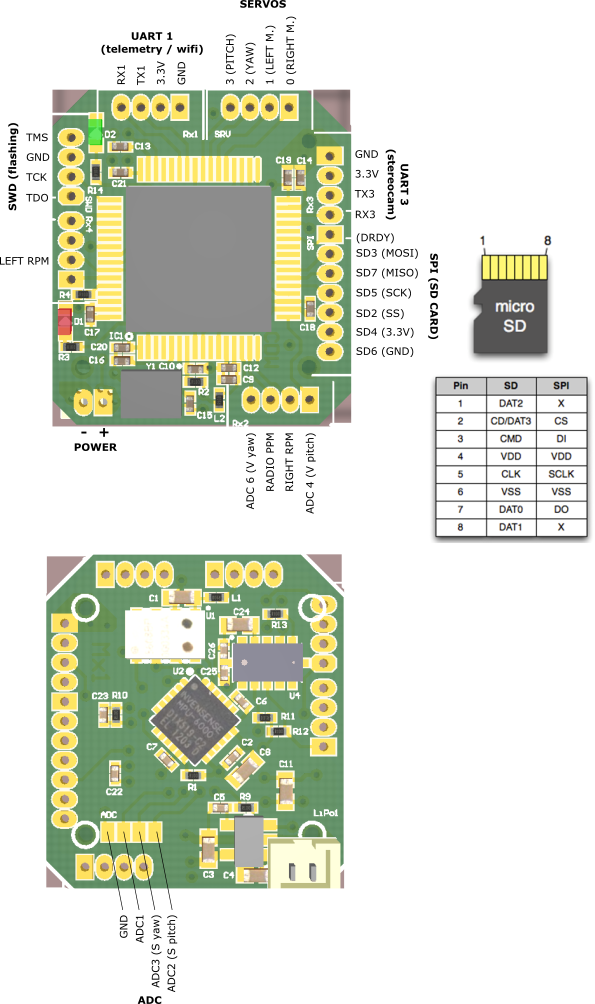 SERVOS
UART 1
(telemetry / wifi)
RX1
TX1
3.3V
GND
3 (PITCH)
2 (YAW)
1 (LEFT M.)
0 (RIGHT M.)
SWD (flashing)
TMS
GND
TCK
TDO
LEFT RPM
D2
C13
Rx1
SRV
C21
R14
SWD
Rx4
C19
C14
Rx3
SPI
R4
D1
C17
R3
IC1
C20
C16
Y1
C10
R2
C12
C9
C15
L2
C18
Rx2
GND
3.3V
TX3
RX3
UART 3
(stereocam)
(DRDY)
SD3 (MOSI)
SD7 (MISO)
SD5 (SCK)
SD2 (SS)
SD4 (3.3V)
SD6 (GND)
SPI (SD CARD)
- +
POWER
ADC 6 (V yaw)
RADIO PPM
RIGHT RPM
ADC 4 (V pitch)
1 8
micro
SD
Pin SD SPI
1 DAT2 X
2 CD/DAT3 CS
3 CMD DI
4 VDD VDD
5 CLK SCLK
6 VSS VSS
7 DAT0 DO
8 DAT1 X
C1
L1
U1
C24
R13
C26
C25
U2
U4
INVENSENSE
C23
R10
C6
R11
R12
C7
C2
C8
R1
C22
C11
C5
R9
LiPo1
ADC
C3
C4
GND
ADC1
ADC3 (S yaw)
ADC2 (S pitch)
ADC